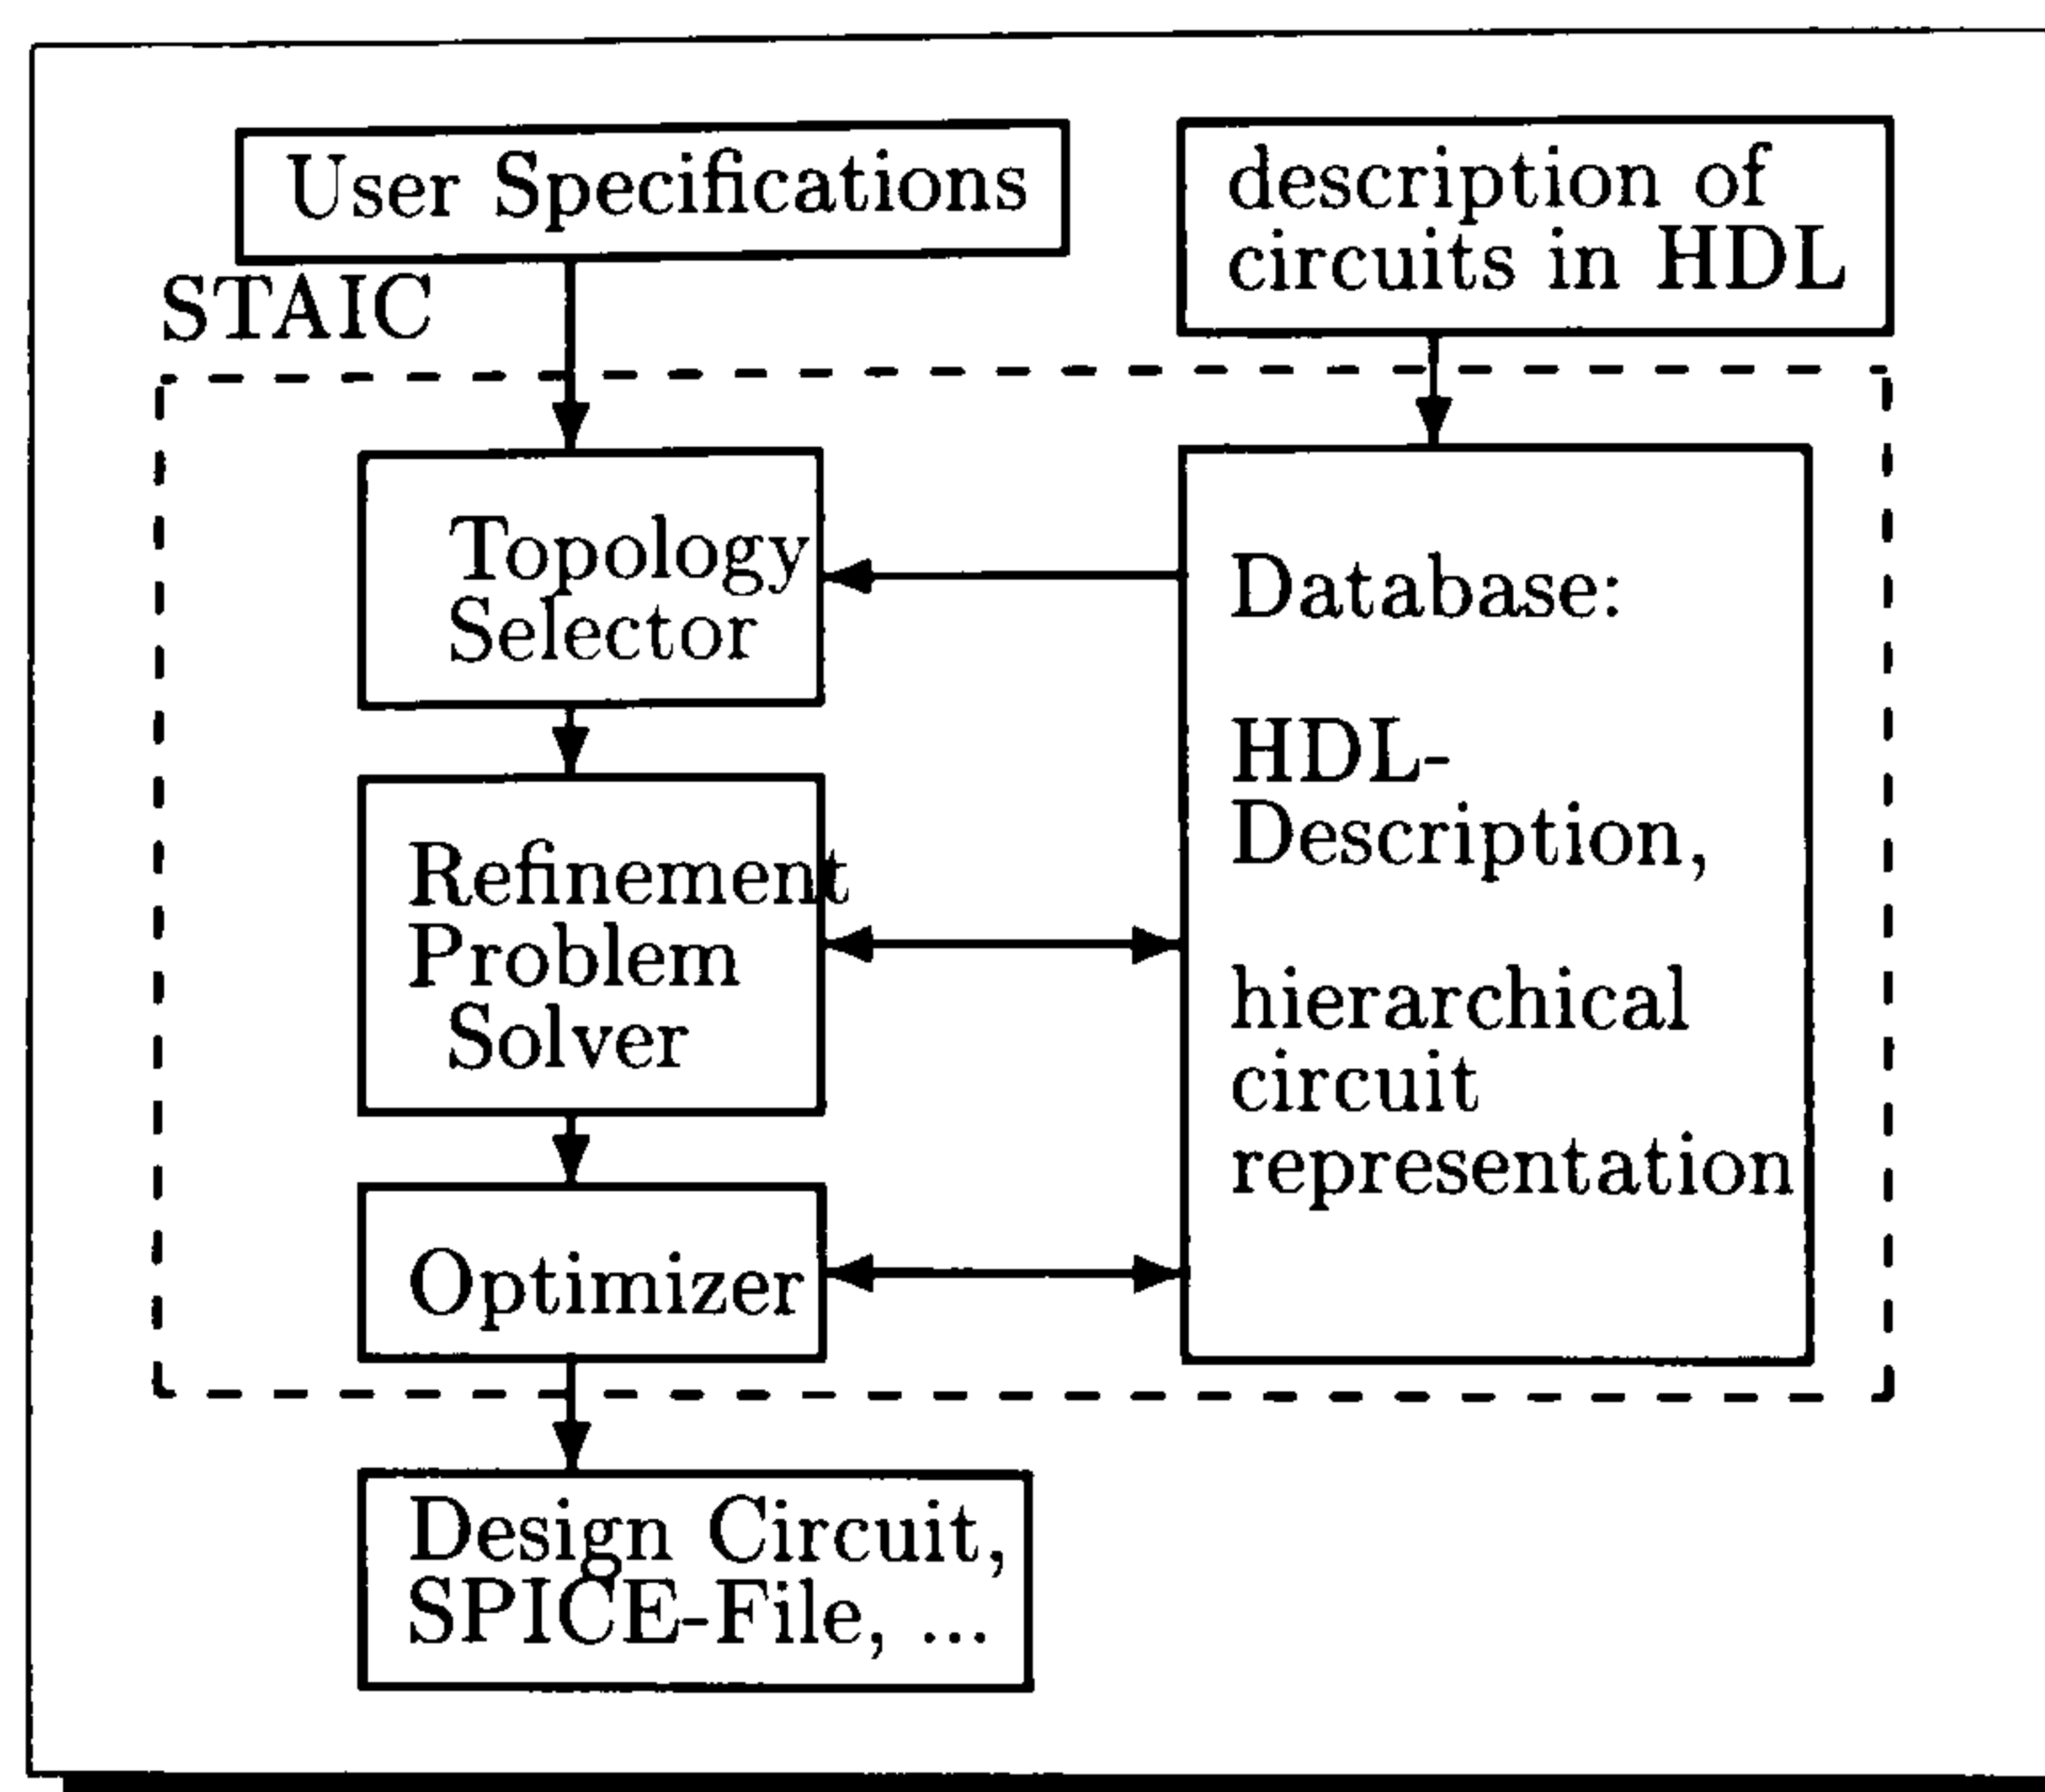 User Specifications
description of
circuits in HDL
STAIC
Topology
Selector
Database:
HDL-
Description,
hierarchical
circuit
representation
Refinement
Problem
Solver
Optimizer
Design Circuit,
SPICE-File, ...